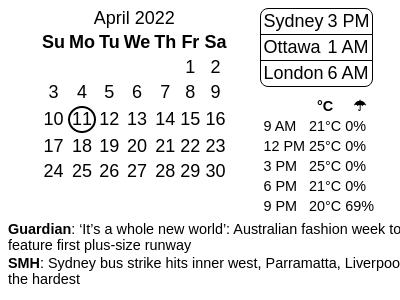 April 2022
Su Mo Tu We Th Fr Sa
1 2
3 4 5 6 7 8 9
10 11 12 13 14 15 16
17 18 19 20 21 22 23
24 25 26 27 28 29 30
Sydney 3 PM
Ottawa 1 AM
London 6 AM
°C ☂
9 AM 21°C 0%
12 PM 25°C 0%
3 PM 25°C 0%
6 PM 21°C 0%
9 PM 20°C 69%
Guardian: ‘It’s a whole new world’: Australian fashion week to
feature first plus-size runway
SMH: Sydney bus strike hits inner west, Parramatta, Liverpoo
the hardest